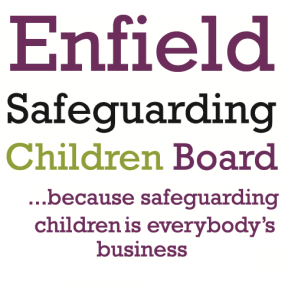 Enfield
Safeguarding
Children Board
...because safeguarding
children is everybody's
business